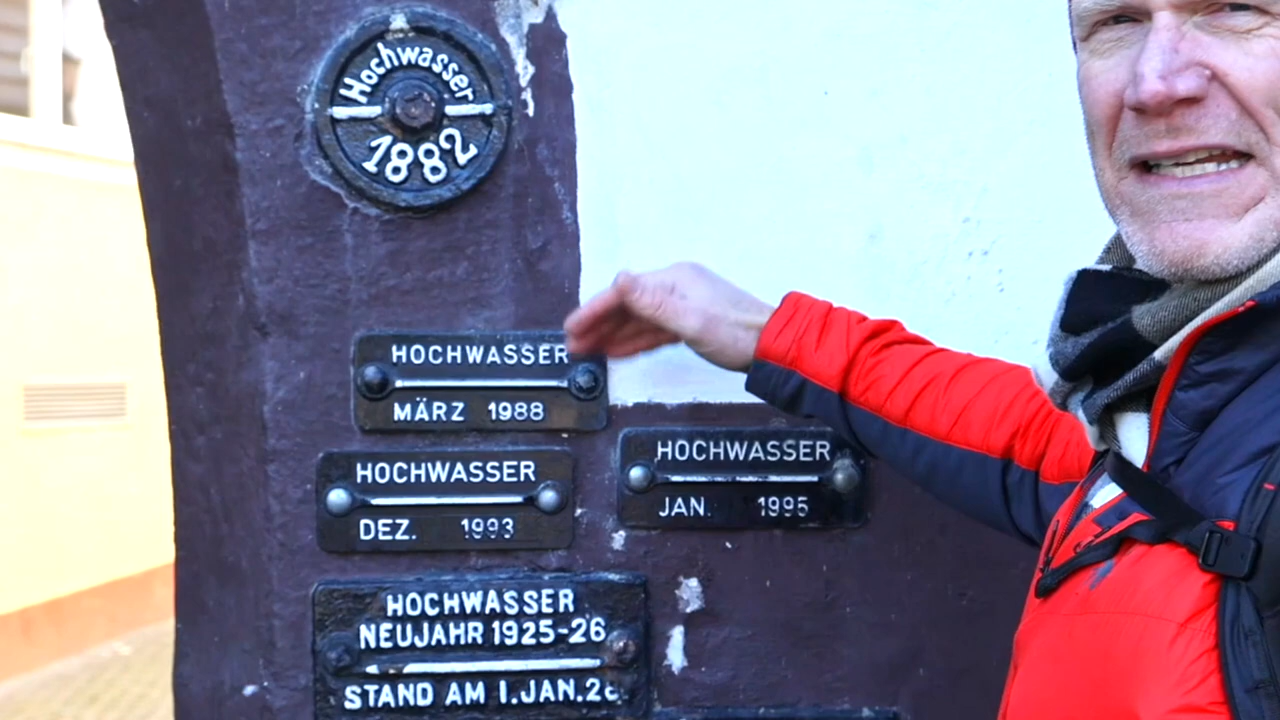 Hochwasser
1882
HOCHWASSER
MÄRZ 1988
HOCHWASSER
DEZ. 1993
HOCHWASSER
JAN. 1995
HOCHWASSER
NEUJAHR 1925-26
STAND AM 1.JAN.26